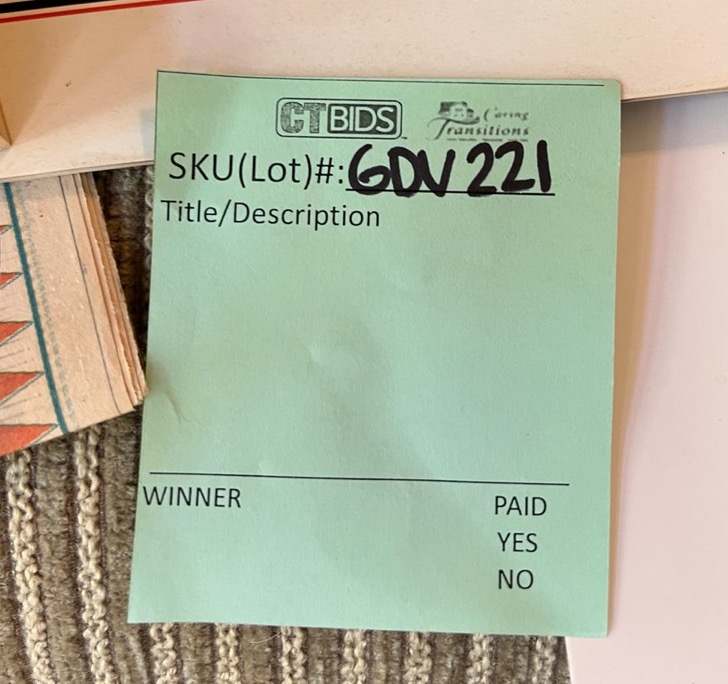 CTBIDS
Caring
Transitions
SKU(Lot)#: GDV 221
Title/Description
WINNER
PAID
YES
NO